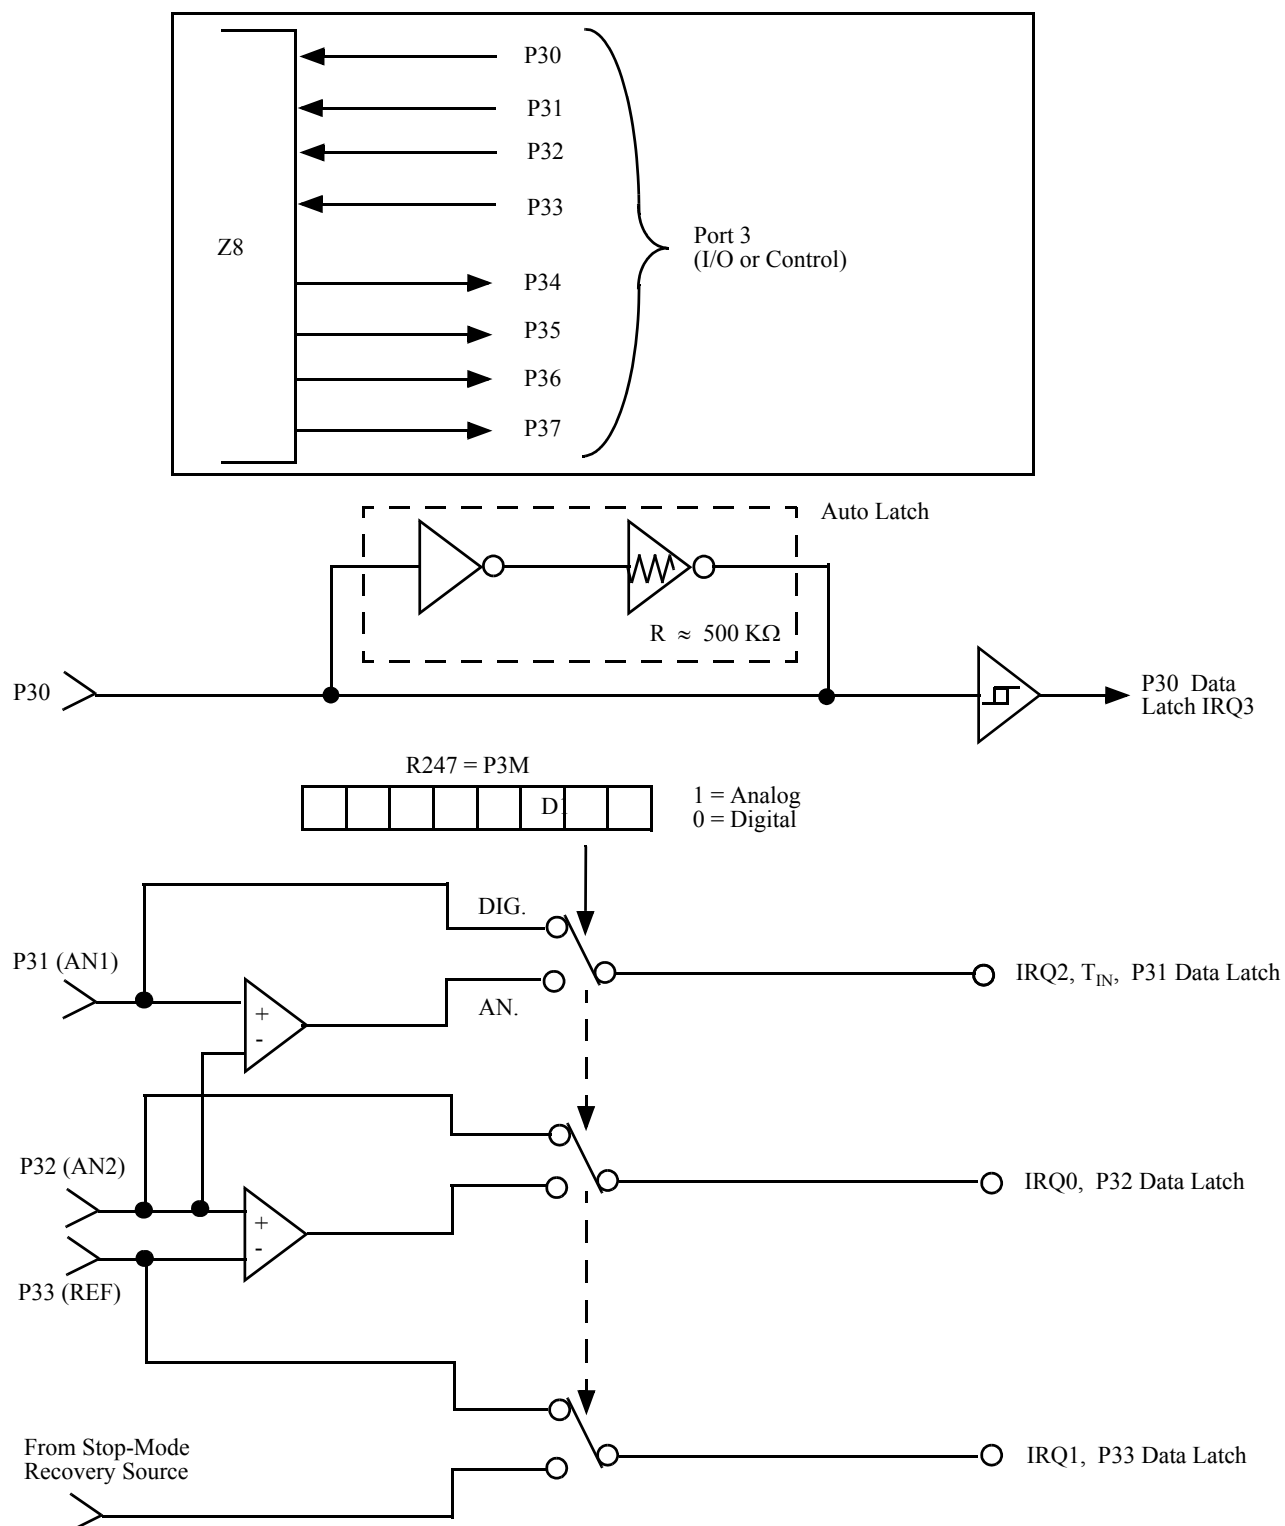 P30
P31
P32
P33
Z8
Port 3
(I/O or Control)
P34
P35
P36
P37
Auto Latch
R ≈ 500 KΩ
P30
P30 Data
Latch IRQ3
R247 = P3M
D1
1 = Analog
0 = Digital
DIG.
P31 (AN1)
+
-
AN.
IRQ2, TIN, P31 Data Latch
P32 (AN2)
+
-
IRQ0, P32 Data Latch
P33 (REF)
From Stop-Mode
Recovery Source
IRQ1, P33 Data Latch